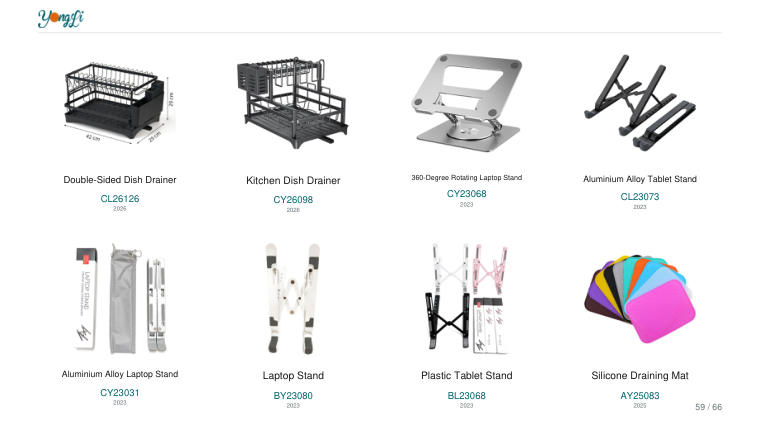 YongLi
29 cm
42 cm
25 cm
Double-Sided Dish Drainer
CL26126
2026
Kitchen Dish Drainer
CY26098
2026
360-Degree Rotating Laptop Stand
CY23068
2023
Aluminium Alloy Tablet Stand
CL23073
2023
LAPTOP STAND
Aluminium Alloy Laptop Stand
CY23031
2023
Laptop Stand
BY23080
2023
Plastic Tablet Stand
BL23068
2023
Silicone Draining Mat
AY25083
2025
59 / 66